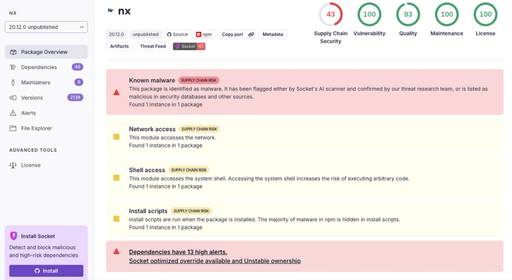 NX
20.12.0 unpublished
Package Overview
Dependencies
Maintainers
Versions
Alerts
File Explorer
ADVANCED TOOLS
License
Install Socket
Detect and block malicious
and high-risk dependencies
Install
nx
43
100
93
100
100
Supply Chain
Security
Vulnerability
Quality
Maintenance
License
20.12.0
unpublished
Source
npm
Copy purl
Metadata
Artifacts
Threat Feed
Socket
Known malware SUPPLY CHAIN RISK
This package is identified as malware. It has been flagged either by Socket's AI scanner and confirmed by our threat research team, or is listed as
malicious in security databases and other sources.
Found 1 instance in 1 package
Network access SUPPLY CHAIN RISK
This module accesses the network.
Found 1 instance in 1 package
Shell access SUPPLY CHAIN RISK
This module accesses the system shell. Accessing the system shell increases the risk of executing arbitrary code.
Found 1 instance in 1 package
Install scripts SUPPLY CHAIN RISK
Install scripts are run when the package is installed. The majority of malware in npm is hidden in install scripts.
Found 1 instance in 1 package
Dependencies have 13 high alerts.
Socket optimized override available and Unstable ownership